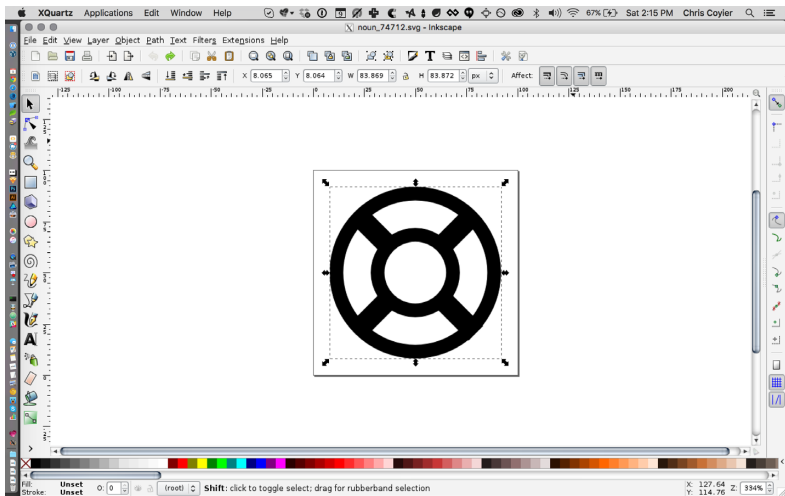 XQuartz Applications Edit Window Help 67% Sat 2:15 PM Chris Coyier
noun_74712.svg - Inkscape
File Edit View Layer Object Path Text Filters Extensions Help
X 8.065 Y 8.064 W 83.869 H 83.872 px Affect:
-125 -100 -75 -50 -25 0 25 50 75 100 125 150 175 200
Fill: Unset
Stroke: Unset
O: 0 (root) Shift: click to toggle select; drag for rubberband selection
X: 127.64
Y: 114.76
Z: 334%